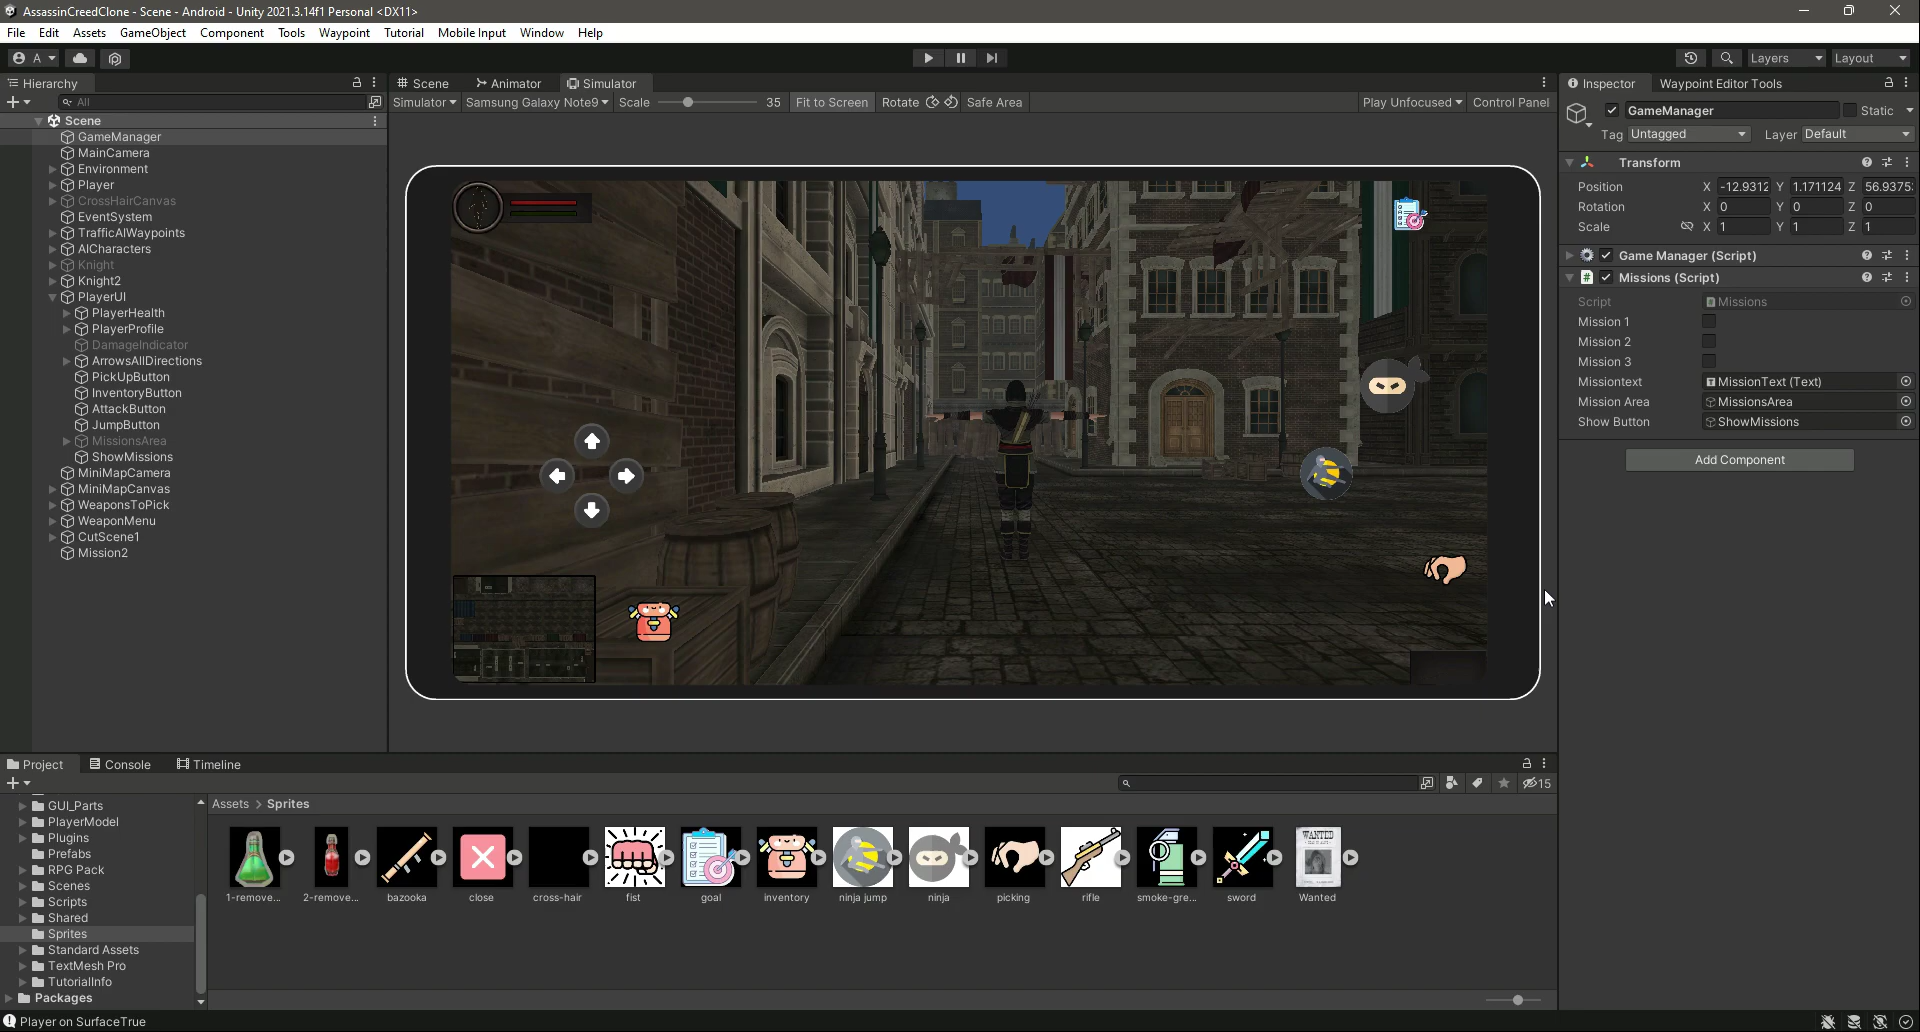 AssassinCreedClone - Scene - Android - Unity 2021.3.14f1 Personal <DX11>
File Edit Assets GameObject Component Tools Jobs Waypoint Tutorial Mobile Input Window Help
A Layers Layout
Hierarchy
All
Scene
GameManager
MainCamera
Environment
Player
CrossHairCanvas
EventSystem
TrafficAIWaypoints
AICharacters
Knight
Knight2
PlayerUI
PlayerHealth
PlayerProfile
DamageIndicator
ArrowsAllDirections
PickUpButton
InventoryButton
AttackButton
JumpButton
MissionsArea
ShowMissions
MiniMapCamera
MiniMapCanvas
WeaponsToPick
WeaponMenu
CutScene1
Mission2
Scene Animator Simulator
Simulator Samsung Galaxy Note9 Scale 35 Fit to Screen Rotate Safe Area Play Unfocused Control Panel
Inspector Waypoint Editor Tools
GameManager Static
Tag Untagged Layer Default
Transform
Position X -12.9312 Y 1.171124 Z 56.9375
Rotation X 0 Y 0 Z 0
Scale X 1 Y 1 Z 1
Game Manager (Script)
# Missions (Script)
Script Missions
Mission 1
Mission 2
Mission 3
Missiontext MissionText (Text)
Mission Area MissionsArea
Show Button ShowMissions
Add Component
Project Console Timeline
15
GUI_Parts
PlayerModel
Plugins
Prefabs
RPG Pack
Scenes
Scripts
Shared
Sprites
Standard Assets
TextMesh Pro
TutorialInfo
Packages
Assets > Sprites
WANTED
1-remove... 2-remove... bazooka close cross-hair fist goal inventory ninja jump ninja picking rifle smoke-gre... sword Wanted
Player on SurfaceTrue